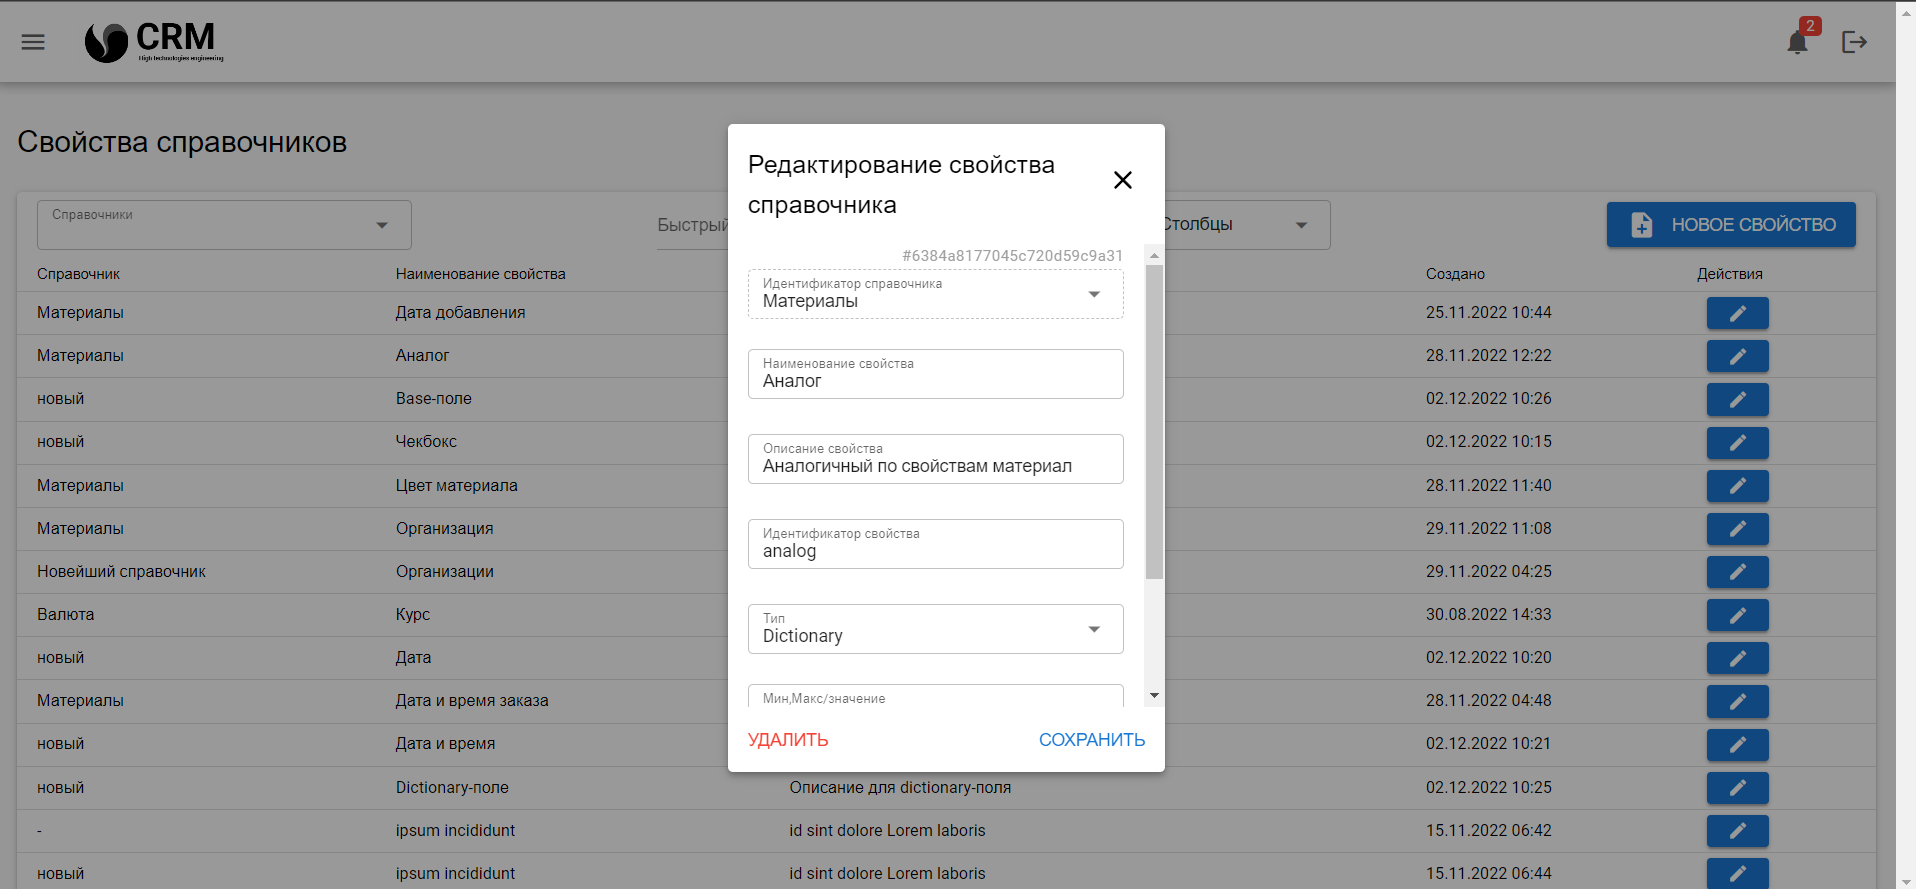 CRM
High technologies engineering
2
Свойства справочников
Справочники
Быстрый
Столбцы
НОВОЕ СВОЙСТВО
Справочник Наименование свойства Создано Действия
Материалы Дата добавления 25.11.2022 10:44
Материалы Аналог 28.11.2022 12:22
новый Base-поле 02.12.2022 10:26
новый Чекбокс 02.12.2022 10:15
Материалы Цвет материала 28.11.2022 11:40
Материалы Организация 29.11.2022 11:08
Новейший справочник Организации 29.11.2022 04:25
Валюта Курс 30.08.2022 14:33
новый Дата 02.12.2022 10:20
Материалы Дата и время заказа 28.11.2022 04:48
новый Дата и время 02.12.2022 10:21
новый Dictionary-поле Описание для dictionary-поля 02.12.2022 10:25
- ipsum incididunt id sint dolore Lorem laboris 15.11.2022 06:42
новый ipsum incididunt id sint dolore Lorem laboris 15.11.2022 06:44
Редактирование свойства
справочника
#6384a8177045c720d59c9a31
Идентификатор справочника
Материалы
Наименование свойства
Аналог
Описание свойства
Аналогичный по свойствам материал
Идентификатор свойства
analog
Тип
Dictionary
Мин,Макс/значение
УДАЛИТЬ
СОХРАНИТЬ